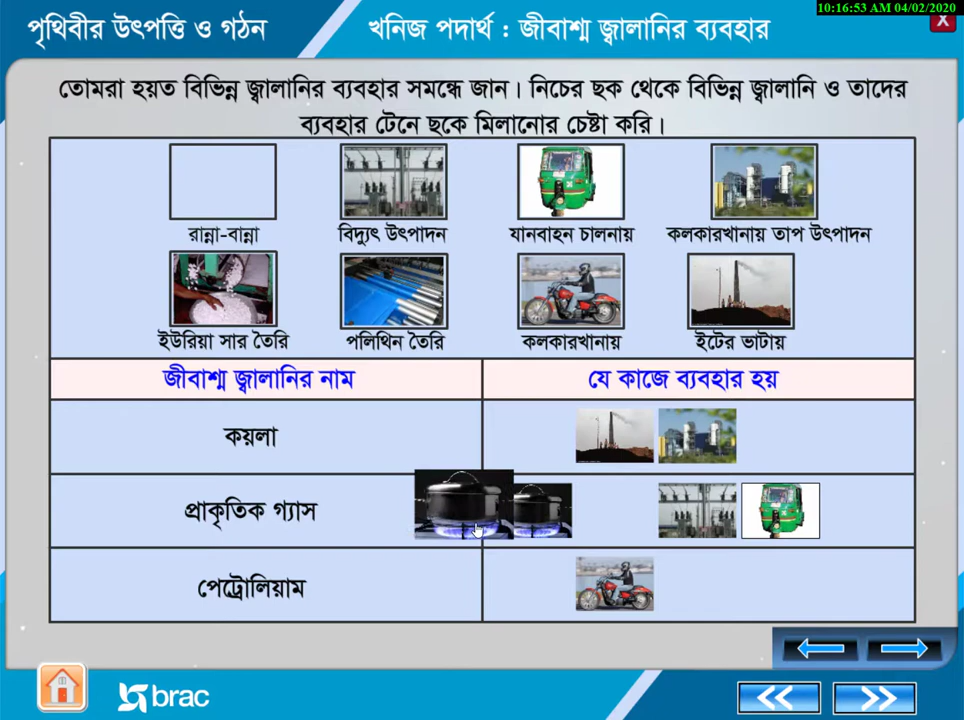 10:16:53 AM 04/02/2020
পৃথিবীর উৎপত্তি ও গঠন
খনিজ পদার্থ : জীবাশ্ম জ্বালানির ব্যবহার
X
তোমরা হয়ত বিভিন্ন জ্বালানির ব্যবহার সমন্ধে জান। নিচের ছক থেকে বিভিন্ন জ্বালানি ও তাদের
ব্যবহার টেনে ছকে মিলানোর চেষ্টা করি।
রান্না-বান্না
বিদ্যুৎ উৎপাদন
যানবাহন চালনায়
কলকারখানায় তাপ উৎপাদন
ইউরিয়া সার তৈরি
পলিথিন তৈরি
কলকারখানায়
ইটের ভাটায়
জীবাশ্ম জ্বালানির নাম
যে কাজে ব্যবহার হয়
কয়লা
প্রাকৃতিক গ্যাস
পেট্রোলিয়াম
brac